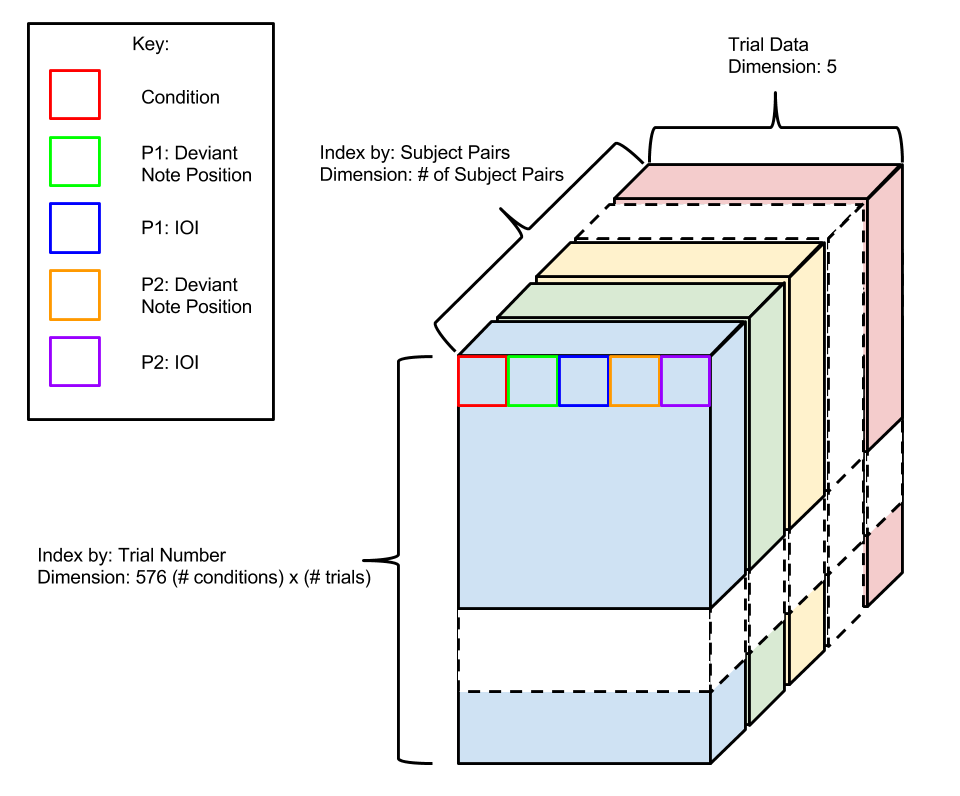 Key:
Condition
P1: Deviant
Note Position
P1: IOI
P2: Deviant
Note Position
P2: IOI
Trial Data
Dimension: 5
Index by: Subject Pairs
Dimension: # of Subject Pairs
Index by: Trial Number
Dimension: 576 (# conditions) x (# trials)